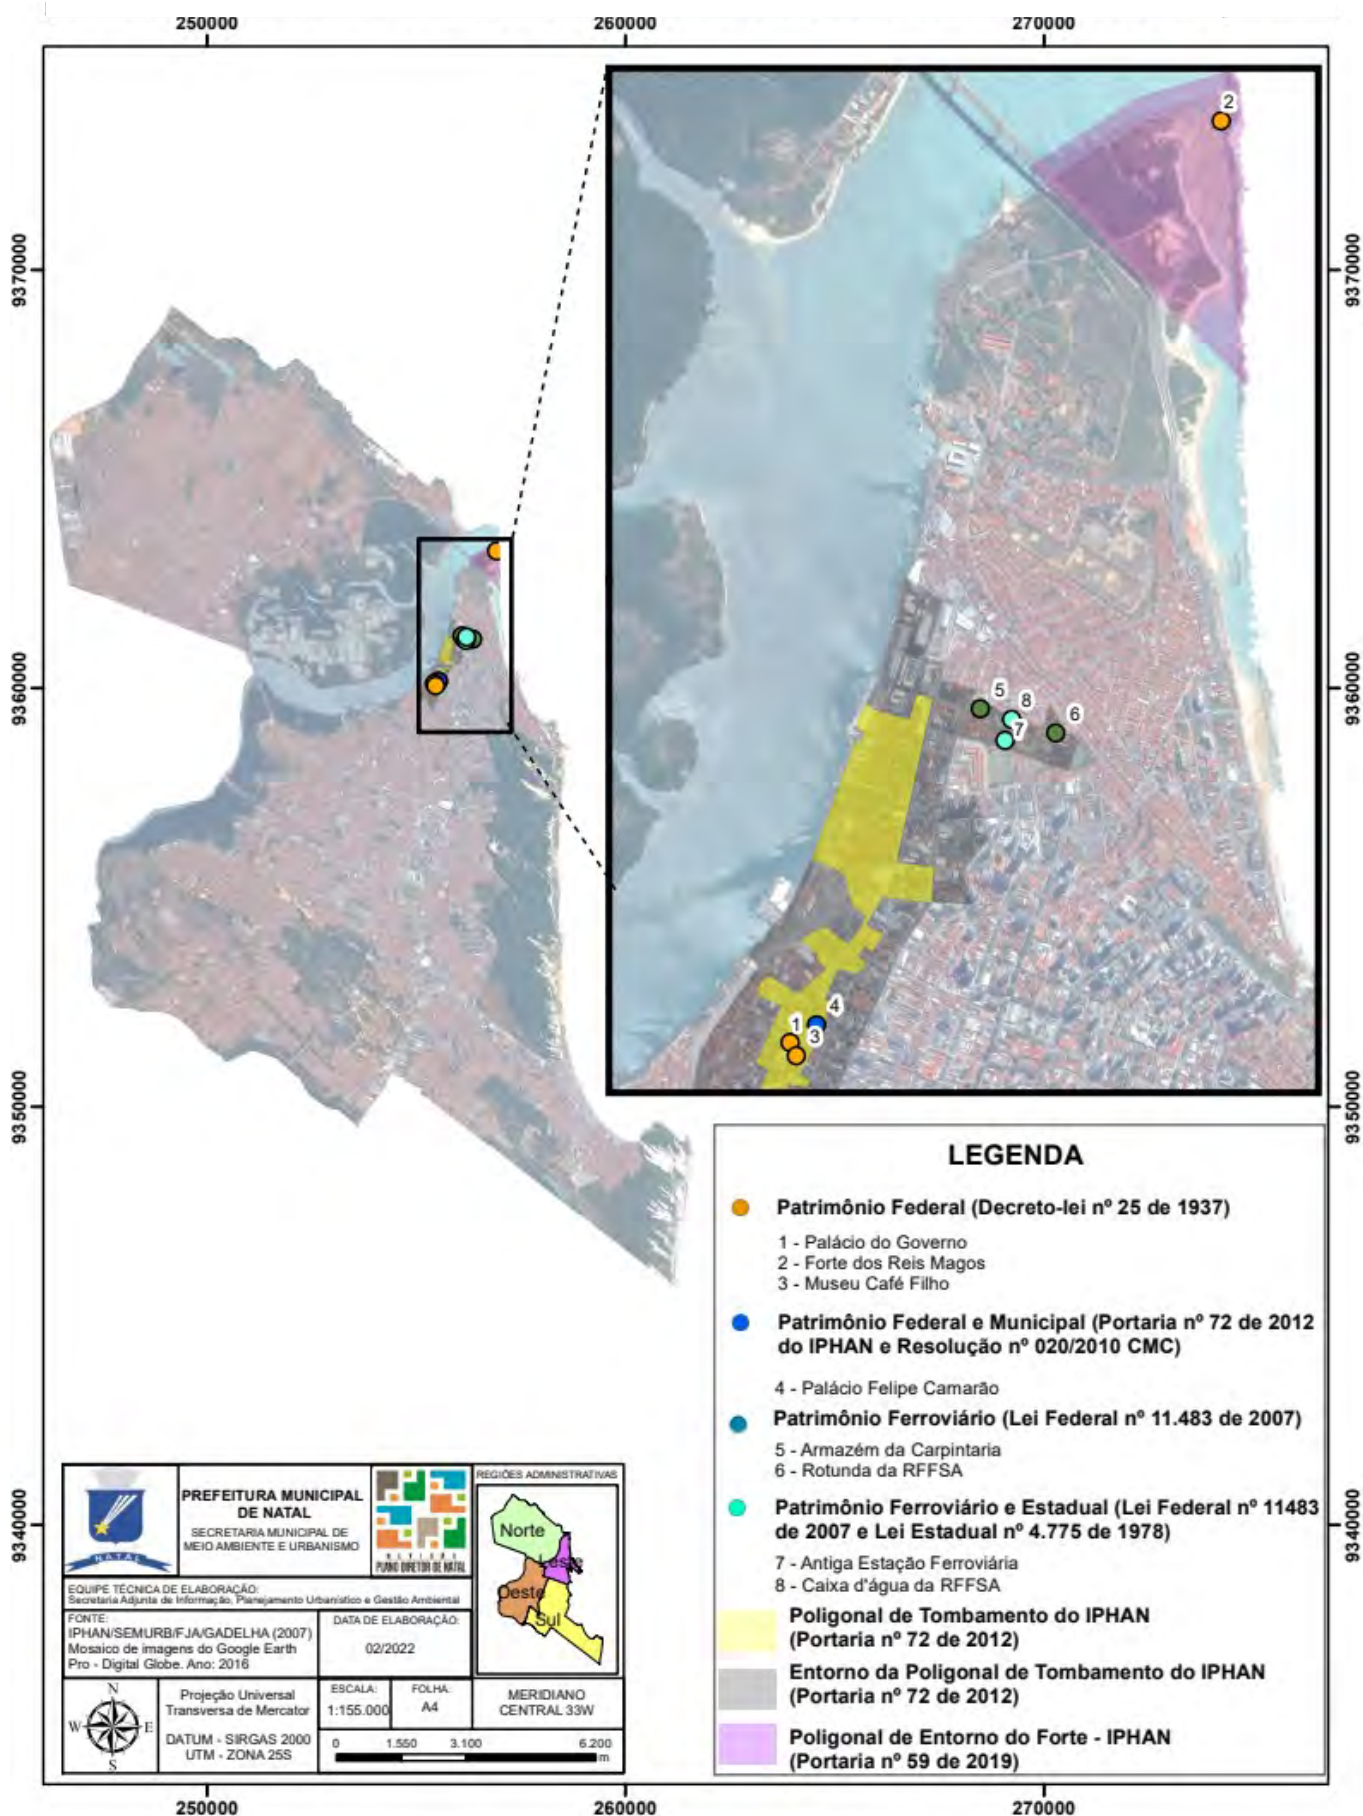 250000
260000
270000
9370000
9370000
9360000
9360000
9350000
9350000
9340000
9340000
2
5
8
7
6
4
1
3
LEGENDA
Patrimônio Federal (Decreto-lei nº 25 de 1937)
1 - Palácio do Governo
2 - Forte dos Reis Magos
3 - Museu Café Filho
Patrimônio Federal e Municipal (Portaria nº 72 de 2012
do IPHAN e Resolução nº 020/2010 CMC)
4 - Palácio Felipe Camarão
Patrimônio Ferroviário (Lei Federal nº 11.483 de 2007)
5 - Armazém da Carpintaria
6 - Rotunda da RFFSA
Patrimônio Ferroviário e Estadual (Lei Federal nº 11483
de 2007 e Lei Estadual nº 4.775 de 1978)
7 - Antiga Estação Ferroviária
8 - Caixa d'água da RFFSA
Poligonal de Tombamento do IPHAN
(Portaria nº 72 de 2012)
Entorno da Poligonal de Tombamento do IPHAN
(Portaria nº 72 de 2012)
Poligonal de Entorno do Forte - IPHAN
(Portaria nº 59 de 2019)
NATAL
PREFEITURA MUNICIPAL
DE NATAL
SECRETARIA MUNICIPAL DE
MEIO AMBIENTE E URBANISMO
REVISÃO
PLANO DIRETOR DE NATAL
REGIÕES ADMINISTRATIVAS
Norte
Leste
Oeste
Sul
EQUIPE TÉCNICA DE ELABORAÇÃO:
Secretaria Adjunta de Informação, Planejamento Urbanístico e Gestão Ambiental
FONTE:
IPHAN/SEMURB/FJA/GADELHA (2007)
Mosaico de imagens do Google Earth
Pro - Digital Globe. Ano: 2016
DATA DE ELABORAÇÃO:
02/2022
N
W E
S
Projeção Universal
Transversa de Mercator
DATUM - SIRGAS 2000
UTM - ZONA 25S
ESCALA:
1:155.000
FOLHA:
A4
MERIDIANO
CENTRAL 33W
0 1.550 3.100 6.200
m
250000
260000
270000